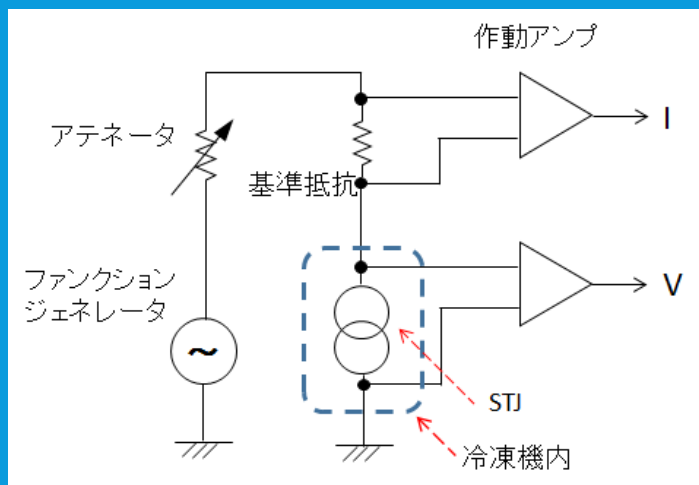 作動アンプ
I
アテネータ
基準抵抗
ファンクション
ジェネレータ
~
V
STJ
冷凍機内